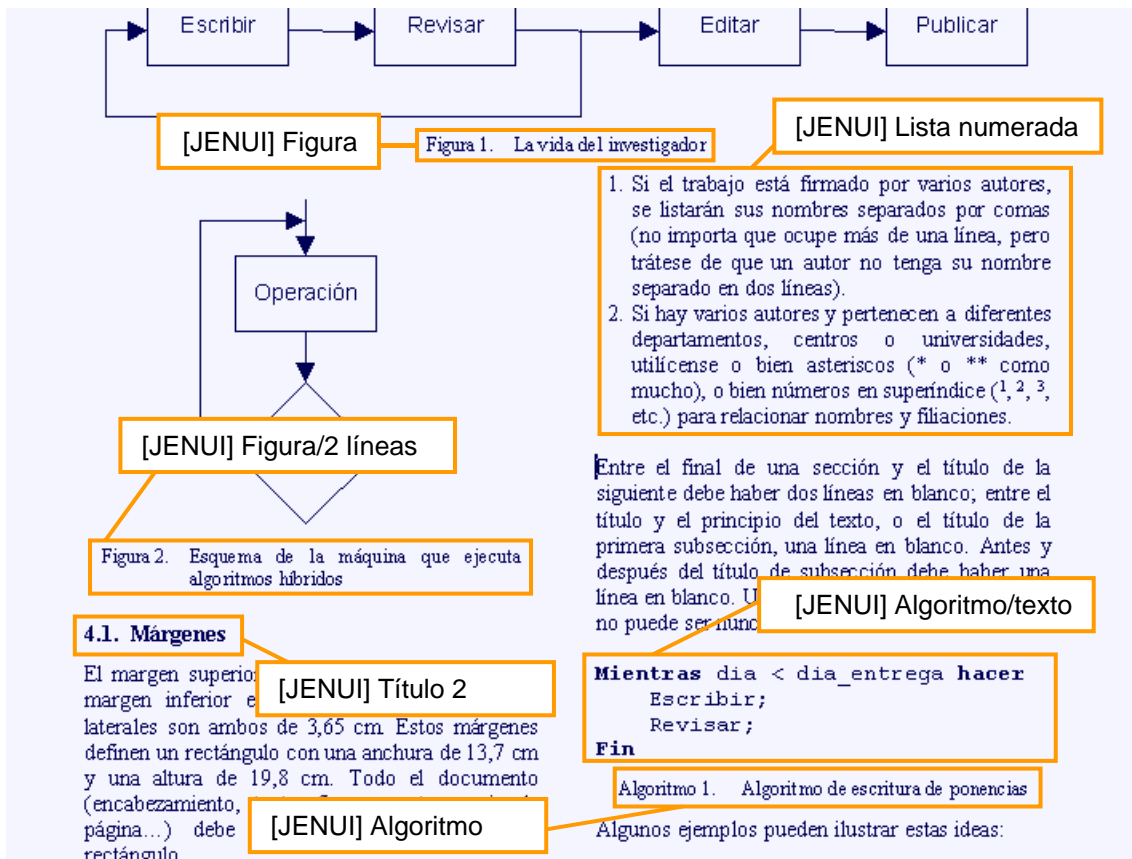 Escribir
Revisar
Editar
Publicar
[JENUI] Figura
Figura 1. La vida del investigador
Operación
[JENUI] Figura/2 líneas
Figura 2. Esquema de la máquina que ejecuta
algoritmos híbridos
4.1. Márgenes
El margen superior
margen inferior
[JENUI] Título 2
laterales son ambos de 3,65 cm. Estos márgenes
definen un rectángulo con una anchura de 13,7 cm
y una altura de 19,8 cm. Todo el documento
(encabezamiento,
página...) debe
[JENUI] Algoritmo
rectángulo
[JENUI] Lista numerada
1. Si el trabajo está firmado por varios autores,
se listarán sus nombres separados por comas
(no importa que ocupe más de una línea, pero
trátese de que un autor no tenga su nombre
separado en dos líneas).
2. Si hay varios autores y pertenecen a diferentes
departamentos, centros o universidades,
utilícense o bien asteriscos (* o ** como
mucho), o bien números en superíndice (¹, ², ³,
etc.) para relacionar nombres y filiaciones.
Entre el final de una sección y el título de la
siguiente debe haber dos líneas en blanco; entre el
título y el principio del texto, o el título de la
primera subsección, una línea en blanco. Antes y
después del título de subsección debe haber una
línea en blanco.
no puede ser
[JENUI] Algoritmo/texto
Mientras dia < dia_entrega hacer
Escribir;
Revisar;
Fin
Algoritmo 1. Algoritmo de escritura de ponencias
Algunos ejemplos pueden ilustrar estas ideas: